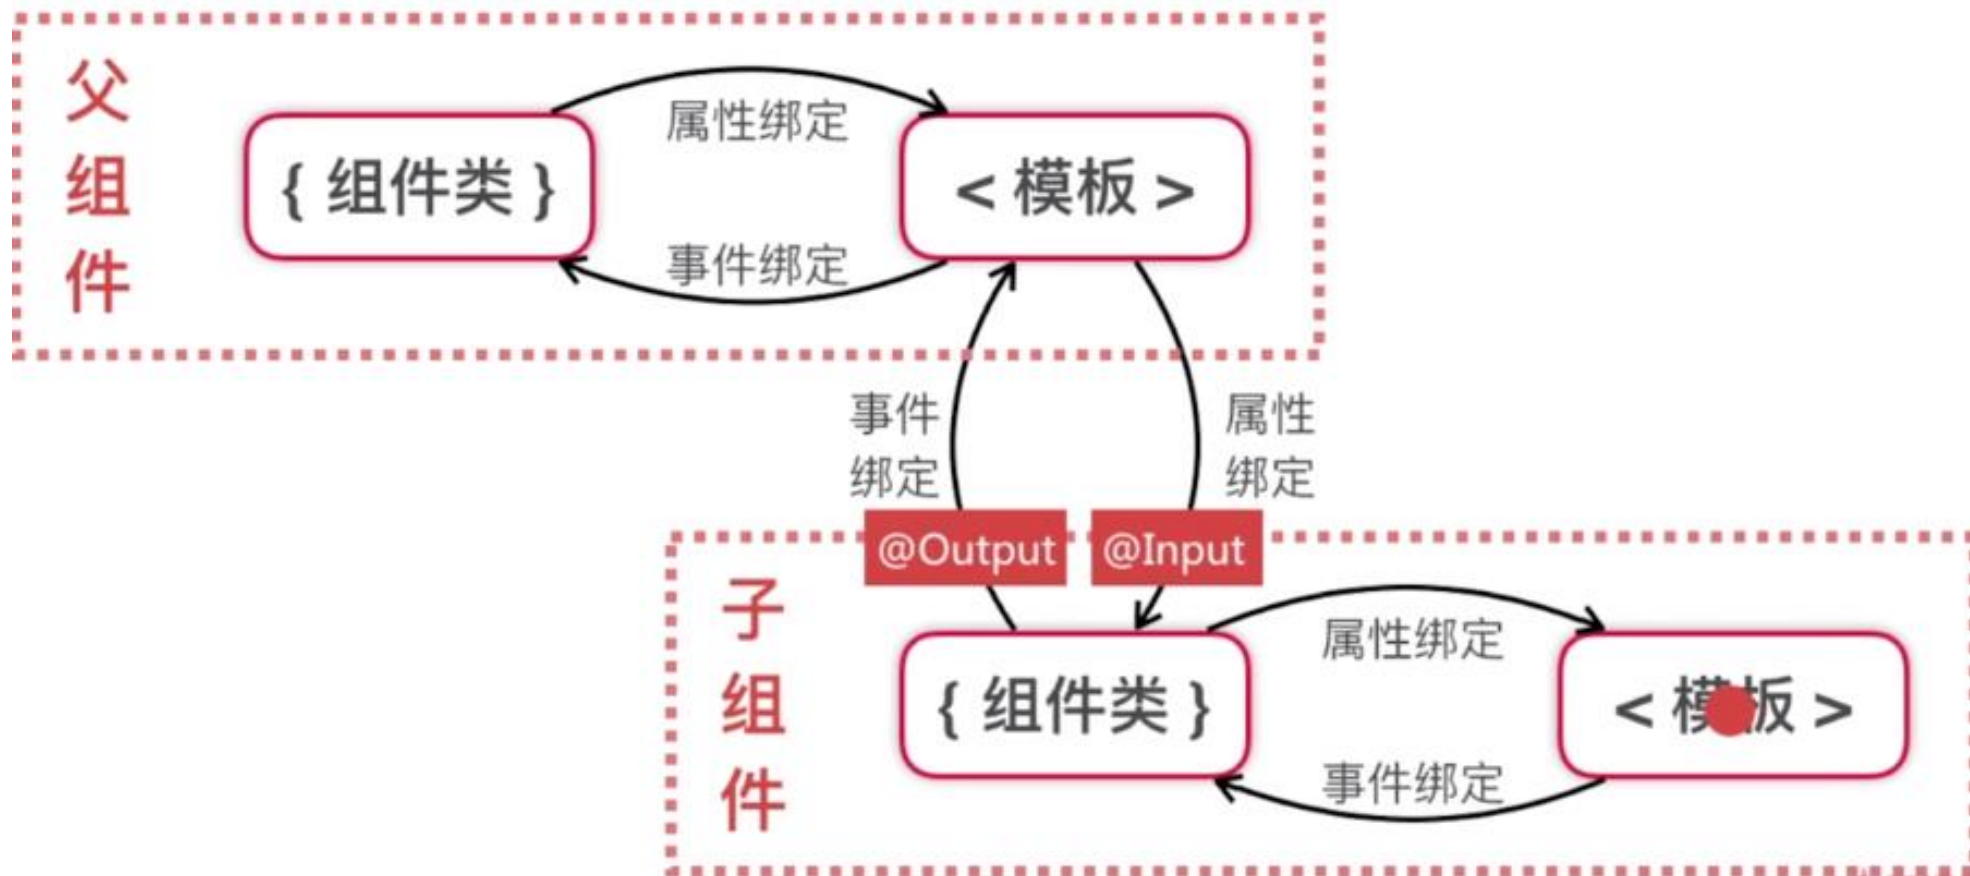 父组件
{ 组件类 }
属性绑定
< 模板 >
事件绑定
事件
绑定
属性
绑定
@Output
@Input
子组件
{ 组件类 }
属性绑定
< 模板 >
事件绑定